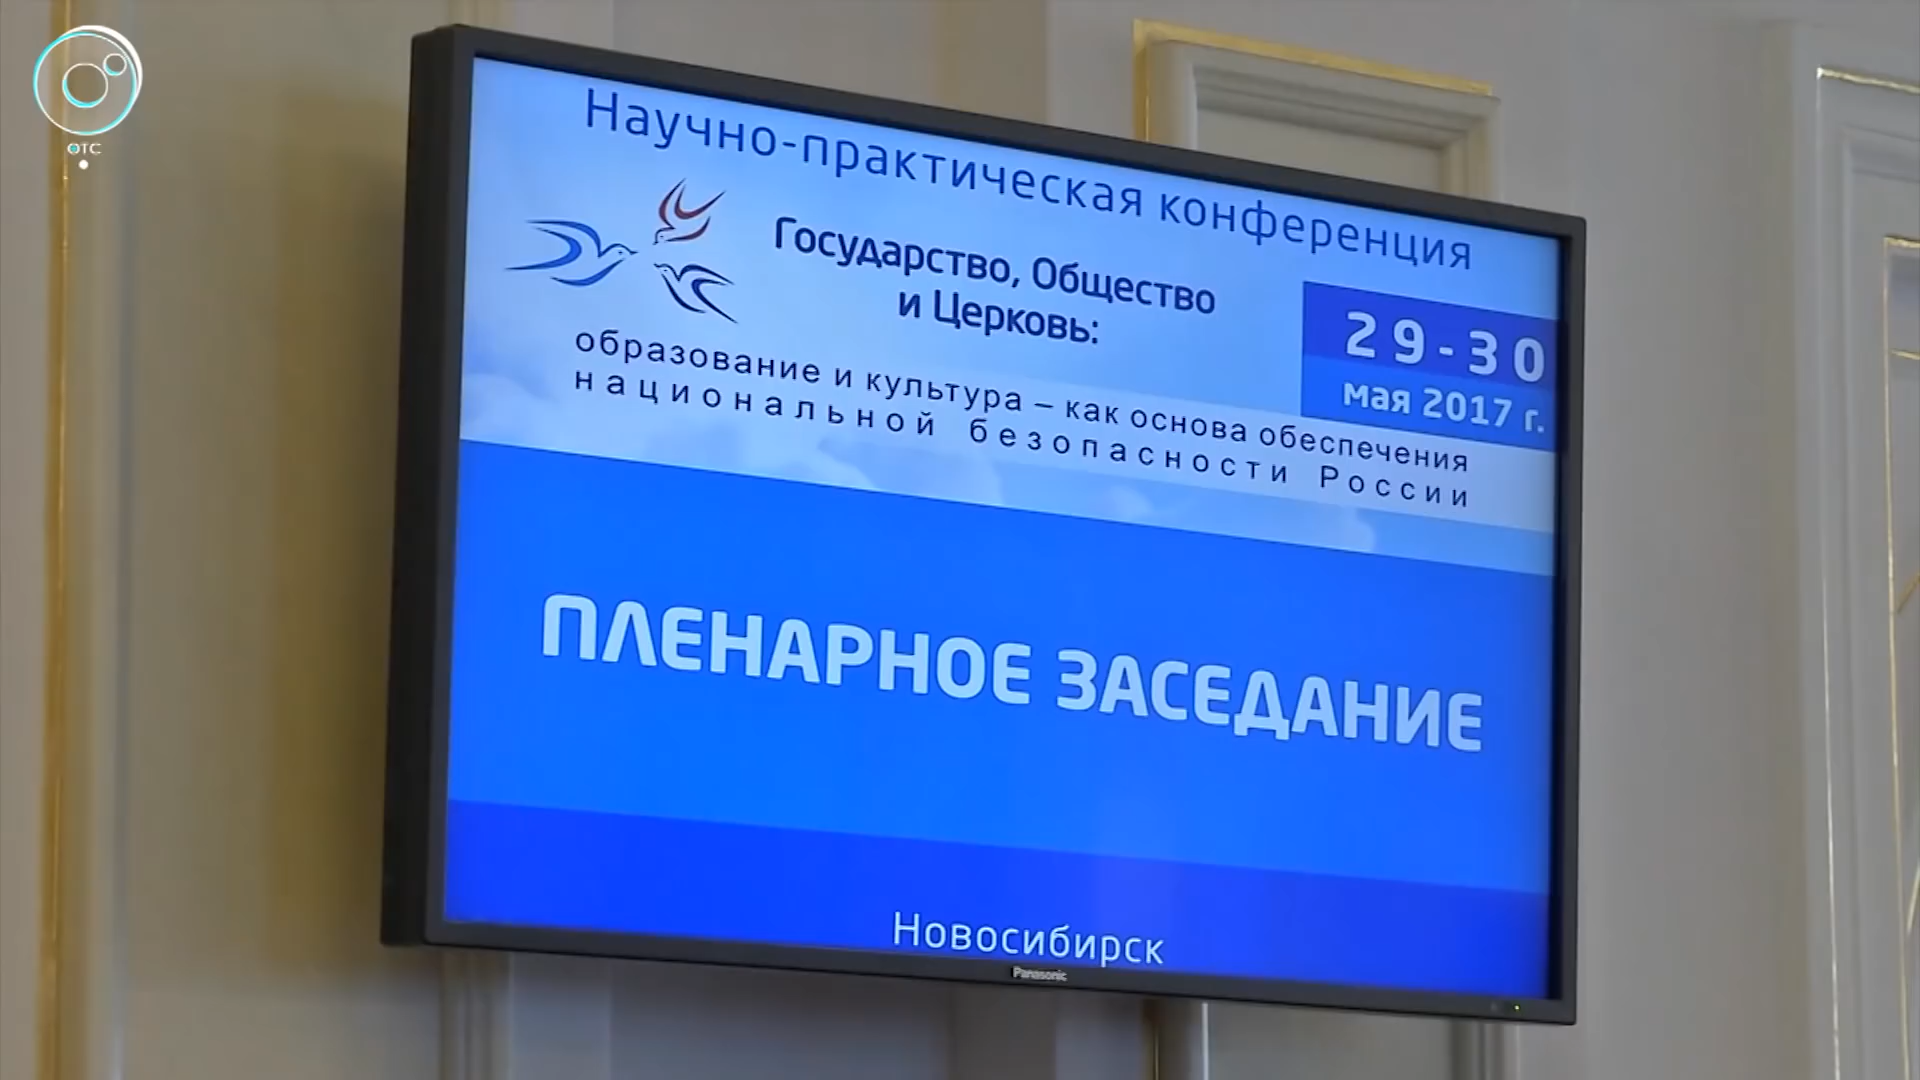 ОТС
Научно-практическая конференция
Государство, Общество
и Церковь:
29-30
мая 2017 г.
образование и культура – как основа обеспечения
национальной безопасности России
ПЛЕНАРНОЕ ЗАСЕДАНИЕ
Новосибирск
Panasonic